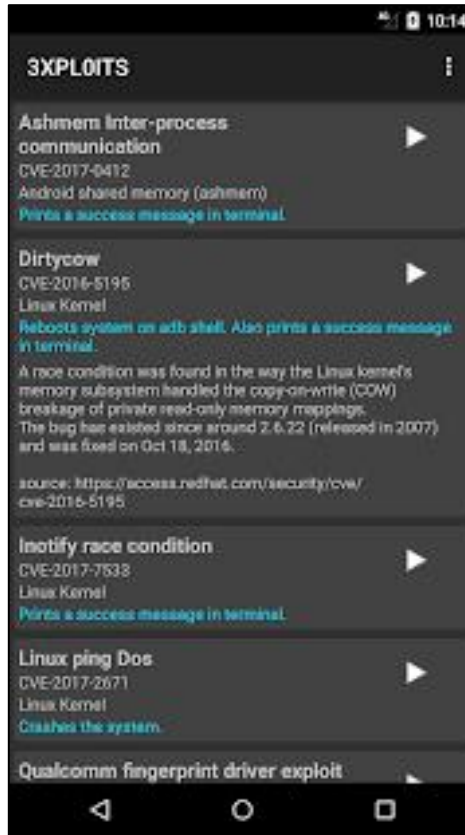 4G 10:14
3XPL0ITS
Ashmem Inter-process
communication
CVE-2017-0412
Android shared memory (ashmem)
Prints a success message in terminal.
Dirtycow
CVE-2016-5195
Linux Kernel
Reboots system on adb shell. Also prints a success message
in terminal.
A race condition was found in the way the Linux kernel's
memory subsystem handled the copy-on-write (COW)
breakage of private read-only memory mappings.
The bug has existed since around 2.6.22 (released in 2007)
and was fixed on Oct 18, 2016.
source: https://access.redhat.com/security/cve/
cve-2016-5195
Inotify race condition
CVE-2017-7533
Linux Kernel
Prints a success message in terminal.
Linux ping Dos
CVE-2017-2671
Linux Kernel
Crashes the system.
Qualcomm fingerprint driver exploit